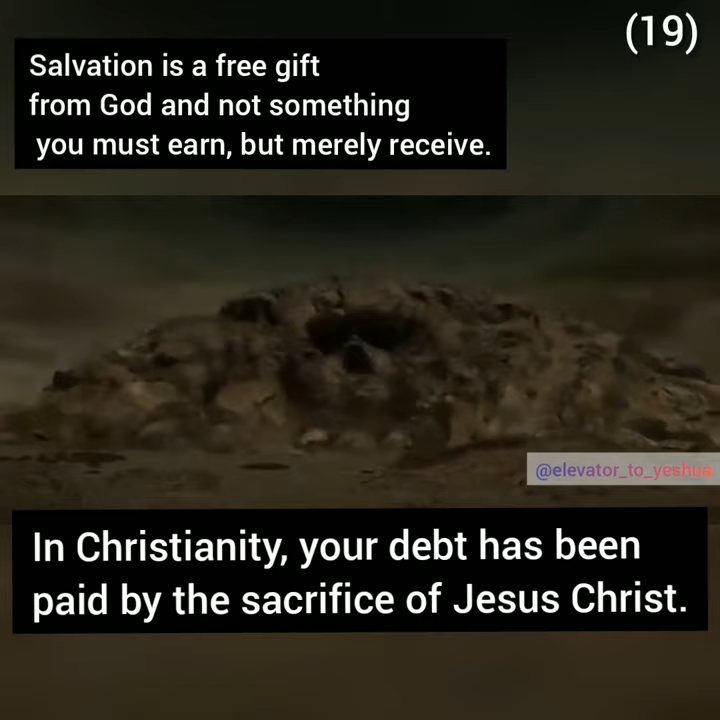 (19)
Salvation is a free gift
from God and not something
you must earn, but merely receive.
@elevator_to_yeshua
In Christianity, your debt has been
paid by the sacrifice of Jesus Christ.